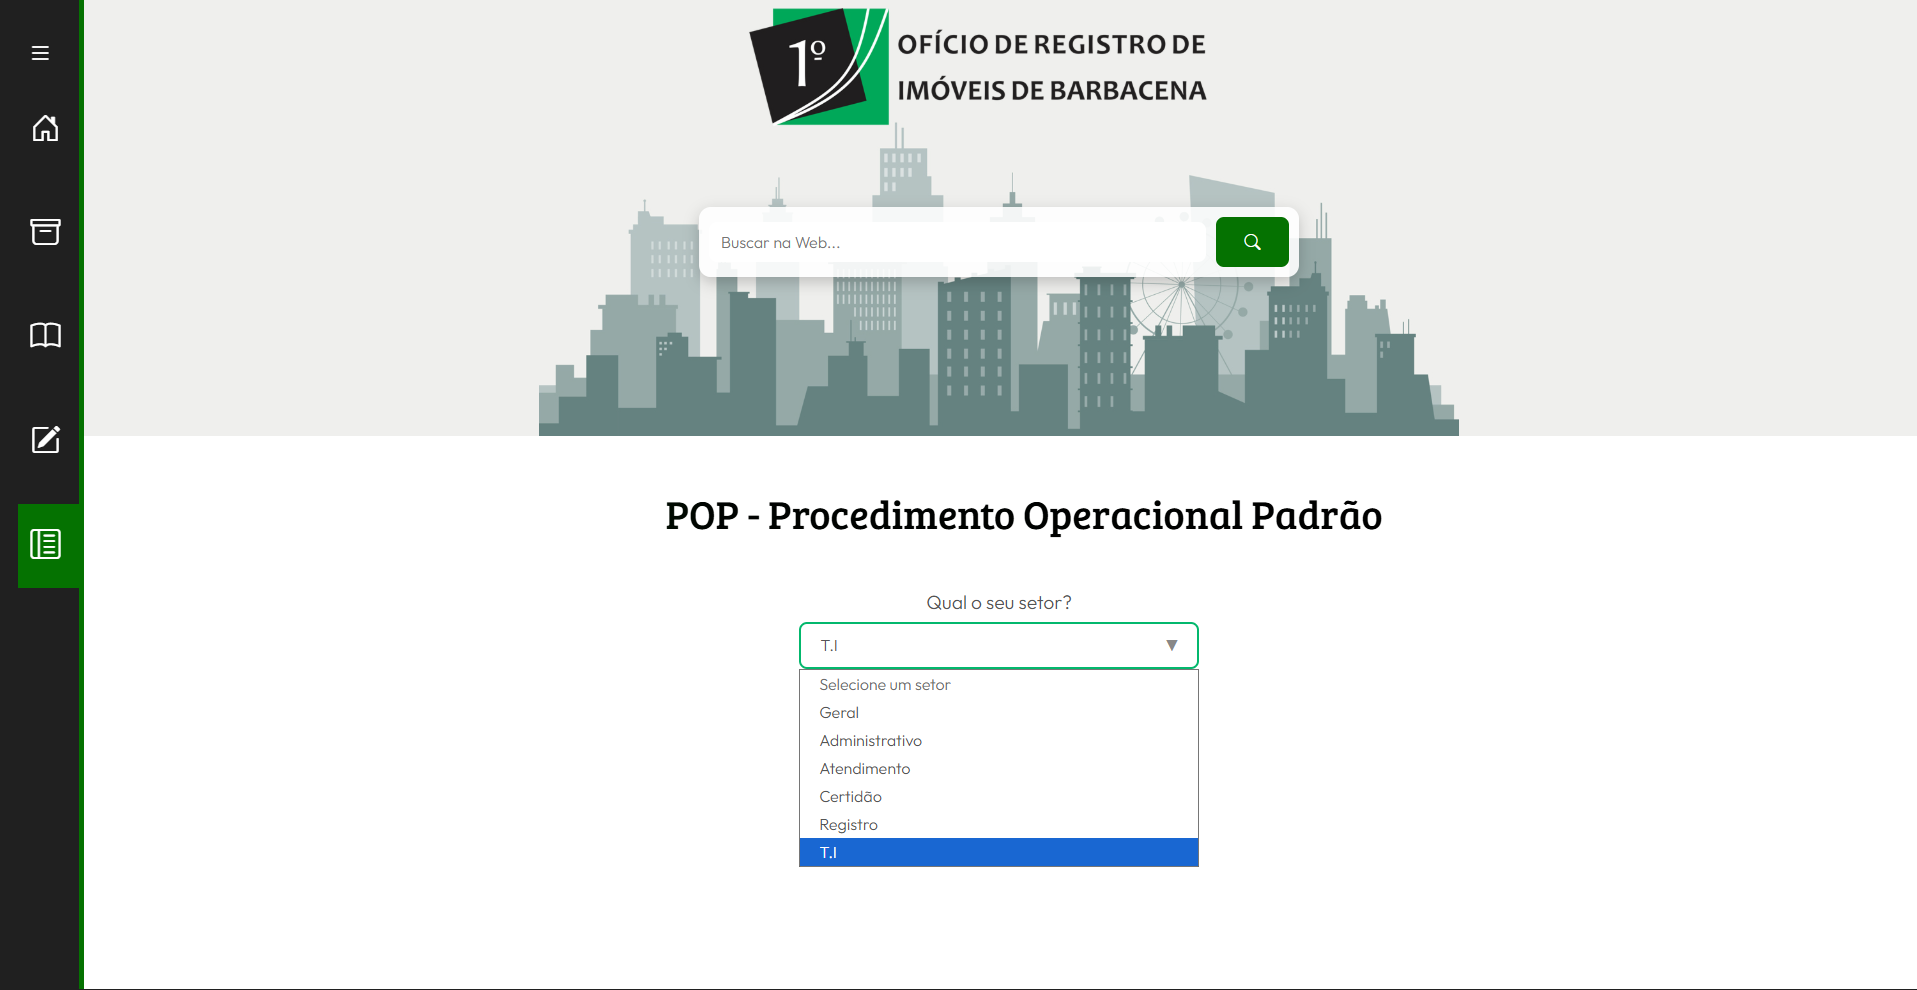 1º
OFÍCIO DE REGISTRO DE
IMÓVEIS DE BARBACENA
Buscar na Web...
POP - Procedimento Operacional Padrão
Qual o seu setor?
T.I
Selecione um setor
Geral
Administrativo
Atendimento
Certidão
Registro
T.I